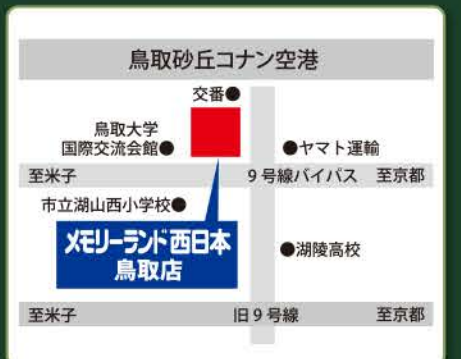 鳥取砂丘コナン空港
交番●
鳥取大学
国際交流会館●
●ヤマト運輸
至米子
9号線バイパス
至京都
市立湖山西小学校●
メモリーランド西日本
鳥取店
●湖陵高校
至米子
旧9号線
至京都